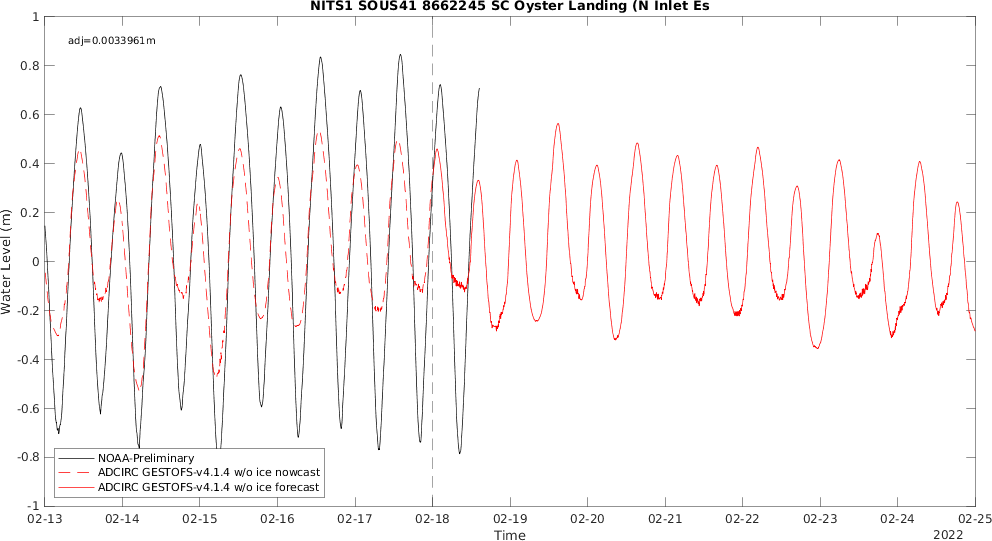 NITS1 SOUS41 8662245 SC Oyster Landing (N Inlet Es
adj=0.0033961m
1
0.8
0.6
0.4
0.2
0
-0.2
-0.4
-0.6
-0.8
-1
Water Level (m)
NOAA-Preliminary
ADCIRC GESTOFS-v4.1.4 w/o ice nowcast
ADCIRC GESTOFS-v4.1.4 w/o ice forecast
02-13 02-14 02-15 02-16 02-17 02-18 02-19 02-20 02-21 02-22 02-23 02-24 02-25
Time
2022